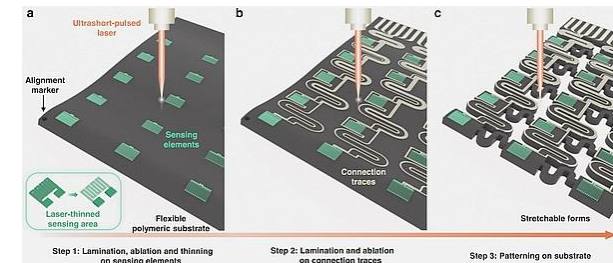 a
Ultrashort-pulsed
laser
Alignment
marker
Sensing
elements
Laser-thinned
sensing area
Flexible
polymeric substrate
Step 1: Lamination, ablation and thinning
on sensing elements
b
Connection
traces
Step 2: Lamination and ablation
on connection traces
c
Stretchable forms
Step 3: Patterning on substrate